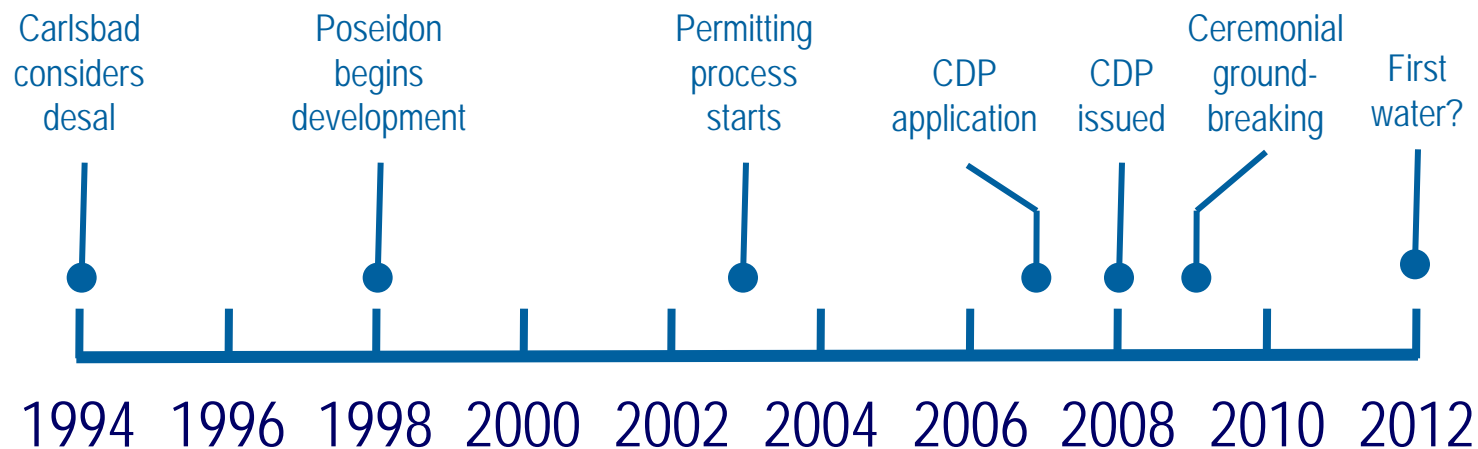 Carlsbad
considers
desal
Poseidon
begins
development
Permitting
process
starts
CDP
application
CDP
issued
Ceremonial
ground-
breaking
First
water?
1994 1996 1998 2000 2002 2004 2006 2008 2010 2012